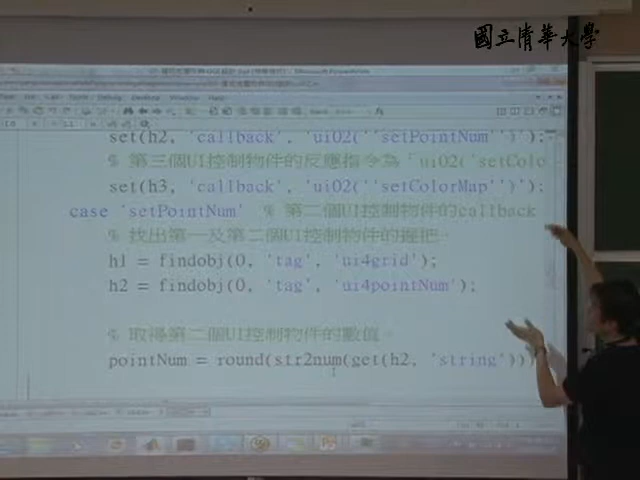 國立清華大學
set(h2, 'callback', 'ui02(''setPointNum'')');
% 第三個UI控制物件的反應指令為「ui02('setColo
set(h3, 'callback', 'ui02(''setColorMap'')');
case 'setPointNum' % 第二個UI控制物件的callback
% 找出第一及第二個UI控制物件的握把。
h1 = findobj(0, 'tag', 'ui4grid');
h2 = findobj(0, 'tag', 'ui4pointNum');
% 取得第二個UI控制物件的數值。
pointNum = round(str2num(get(h2, 'string')))